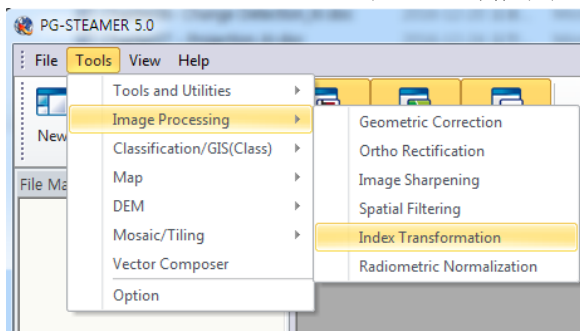 PG-STEAMER 5.0
File Tools View Help
Tools and Utilities
Image Processing
Classification/GIS(Class)
Map
DEM
Mosaic/Tiling
Vector Composer
Option
Geometric Correction
Ortho Rectification
Image Sharpening
Spatial Filtering
Index Transformation
Radiometric Normalization
New
File Ma